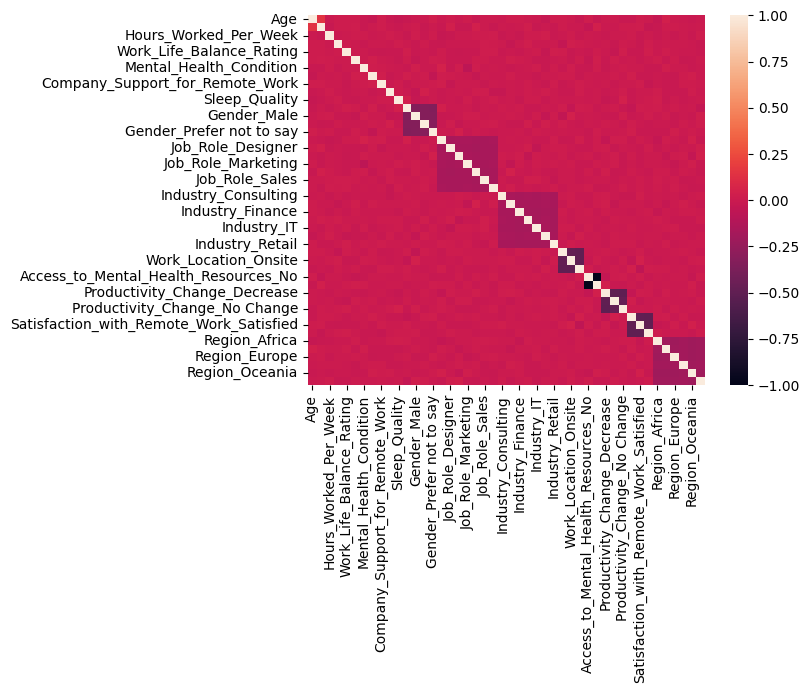 Age
Hours_Worked_Per_Week
Work_Life_Balance_Rating
Mental_Health_Condition
Company_Support_for_Remote_Work
Sleep_Quality
Gender_Male
Gender_Prefer not to say
Job_Role_Designer
Job_Role_Marketing
Job_Role_Sales
Industry_Consulting
Industry_Finance
Industry_IT
Industry_Retail
Work_Location_Onsite
Access_to_Mental_Health_Resources_No
Productivity_Change_Decrease
Productivity_Change_No Change
Satisfaction_with_Remote_Work_Satisfied
Region_Africa
Region_Europe
Region_Oceania
Age
Hours_Worked_Per_Week
Work_Life_Balance_Rating
Mental_Health_Condition
Company_Support_for_Remote_Work
Sleep_Quality
Gender_Male
Gender_Prefer not to say
Job_Role_Designer
Job_Role_Marketing
Job_Role_Sales
Industry_Consulting
Industry_Finance
Industry_IT
Industry_Retail
Work_Location_Onsite
Access_to_Mental_Health_Resources_No
Productivity_Change_Decrease
Productivity_Change_No Change
Satisfaction_with_Remote_Work_Satisfied
Region_Africa
Region_Europe
Region_Oceania
1.00
0.75
0.50
0.25
0.00
−0.25
−0.50
−0.75
−1.00